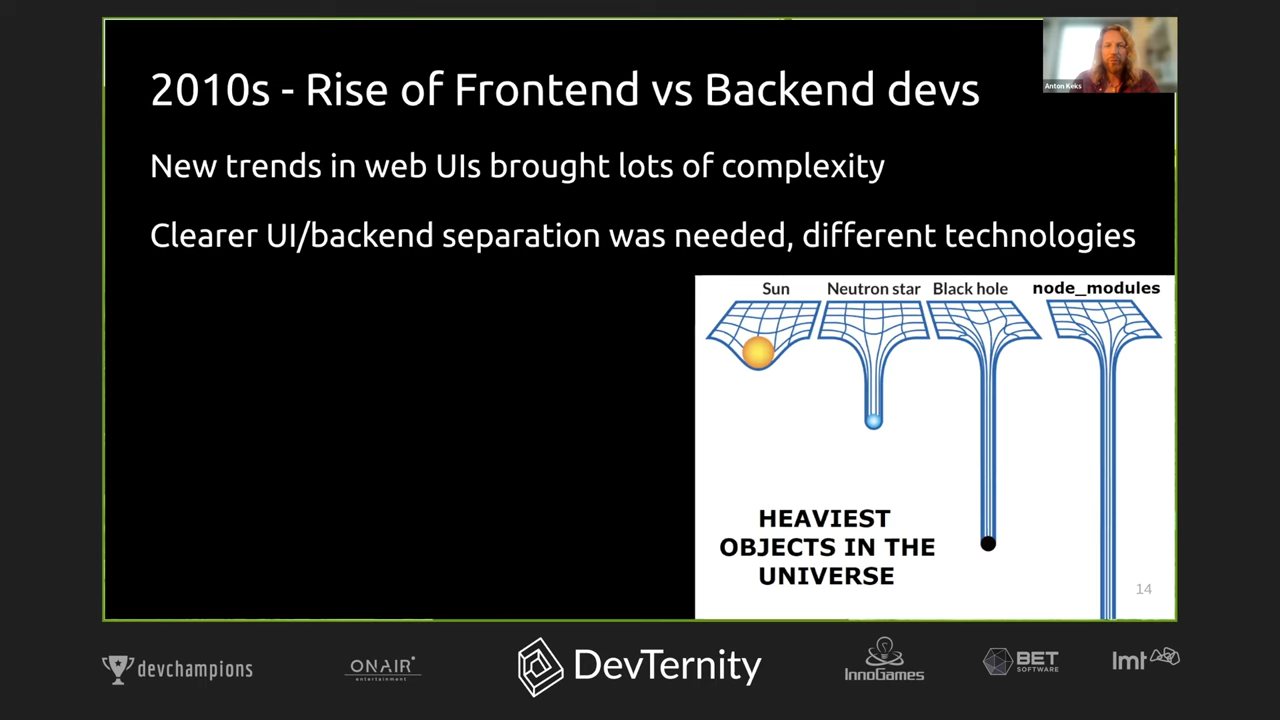 2010s - Rise of Frontend vs Backend devs
Anton Keks
New trends in web UIs brought lots of complexity
Clearer UI/backend separation was needed, different technologies
Sun
Neutron star
Black hole
node_modules
HEAVIEST
OBJECTS IN THE
UNIVERSE
14
devchampions
ONAIR
entertainment
DevTernity
InnoGames
BET
SOFTWARE
lmt